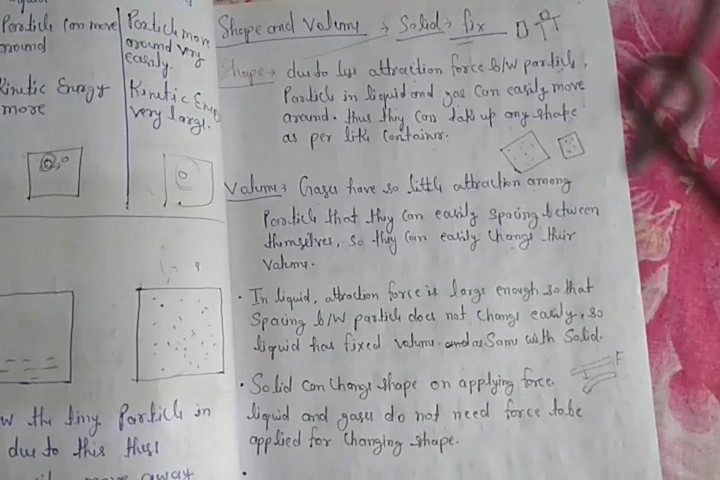 Particle can move
around
Kinetic Energy
more
Particle move
around very
easily.
Kinetic Ene
very large.
w the tiny Particle in
due to this these
away
Shape and Volume → Solid → fix
Shape → due to less attraction force b/w particle,
Particle in liquid and gas can easily move
around. thus they can take up any shape
as per like container.
Volume → Gases have so little attraction among
Particle that they can easily spacing between
themselves, so they can easily change their
Volume.
• In liquid, attraction force is large enough so that
Spacing b/w particle does not change easily, so
liquid has fixed volume. and as Same with Solid.
• Solid can change shape on applying force.
F
liquid and gases do not need force to be
applied for changing shape.